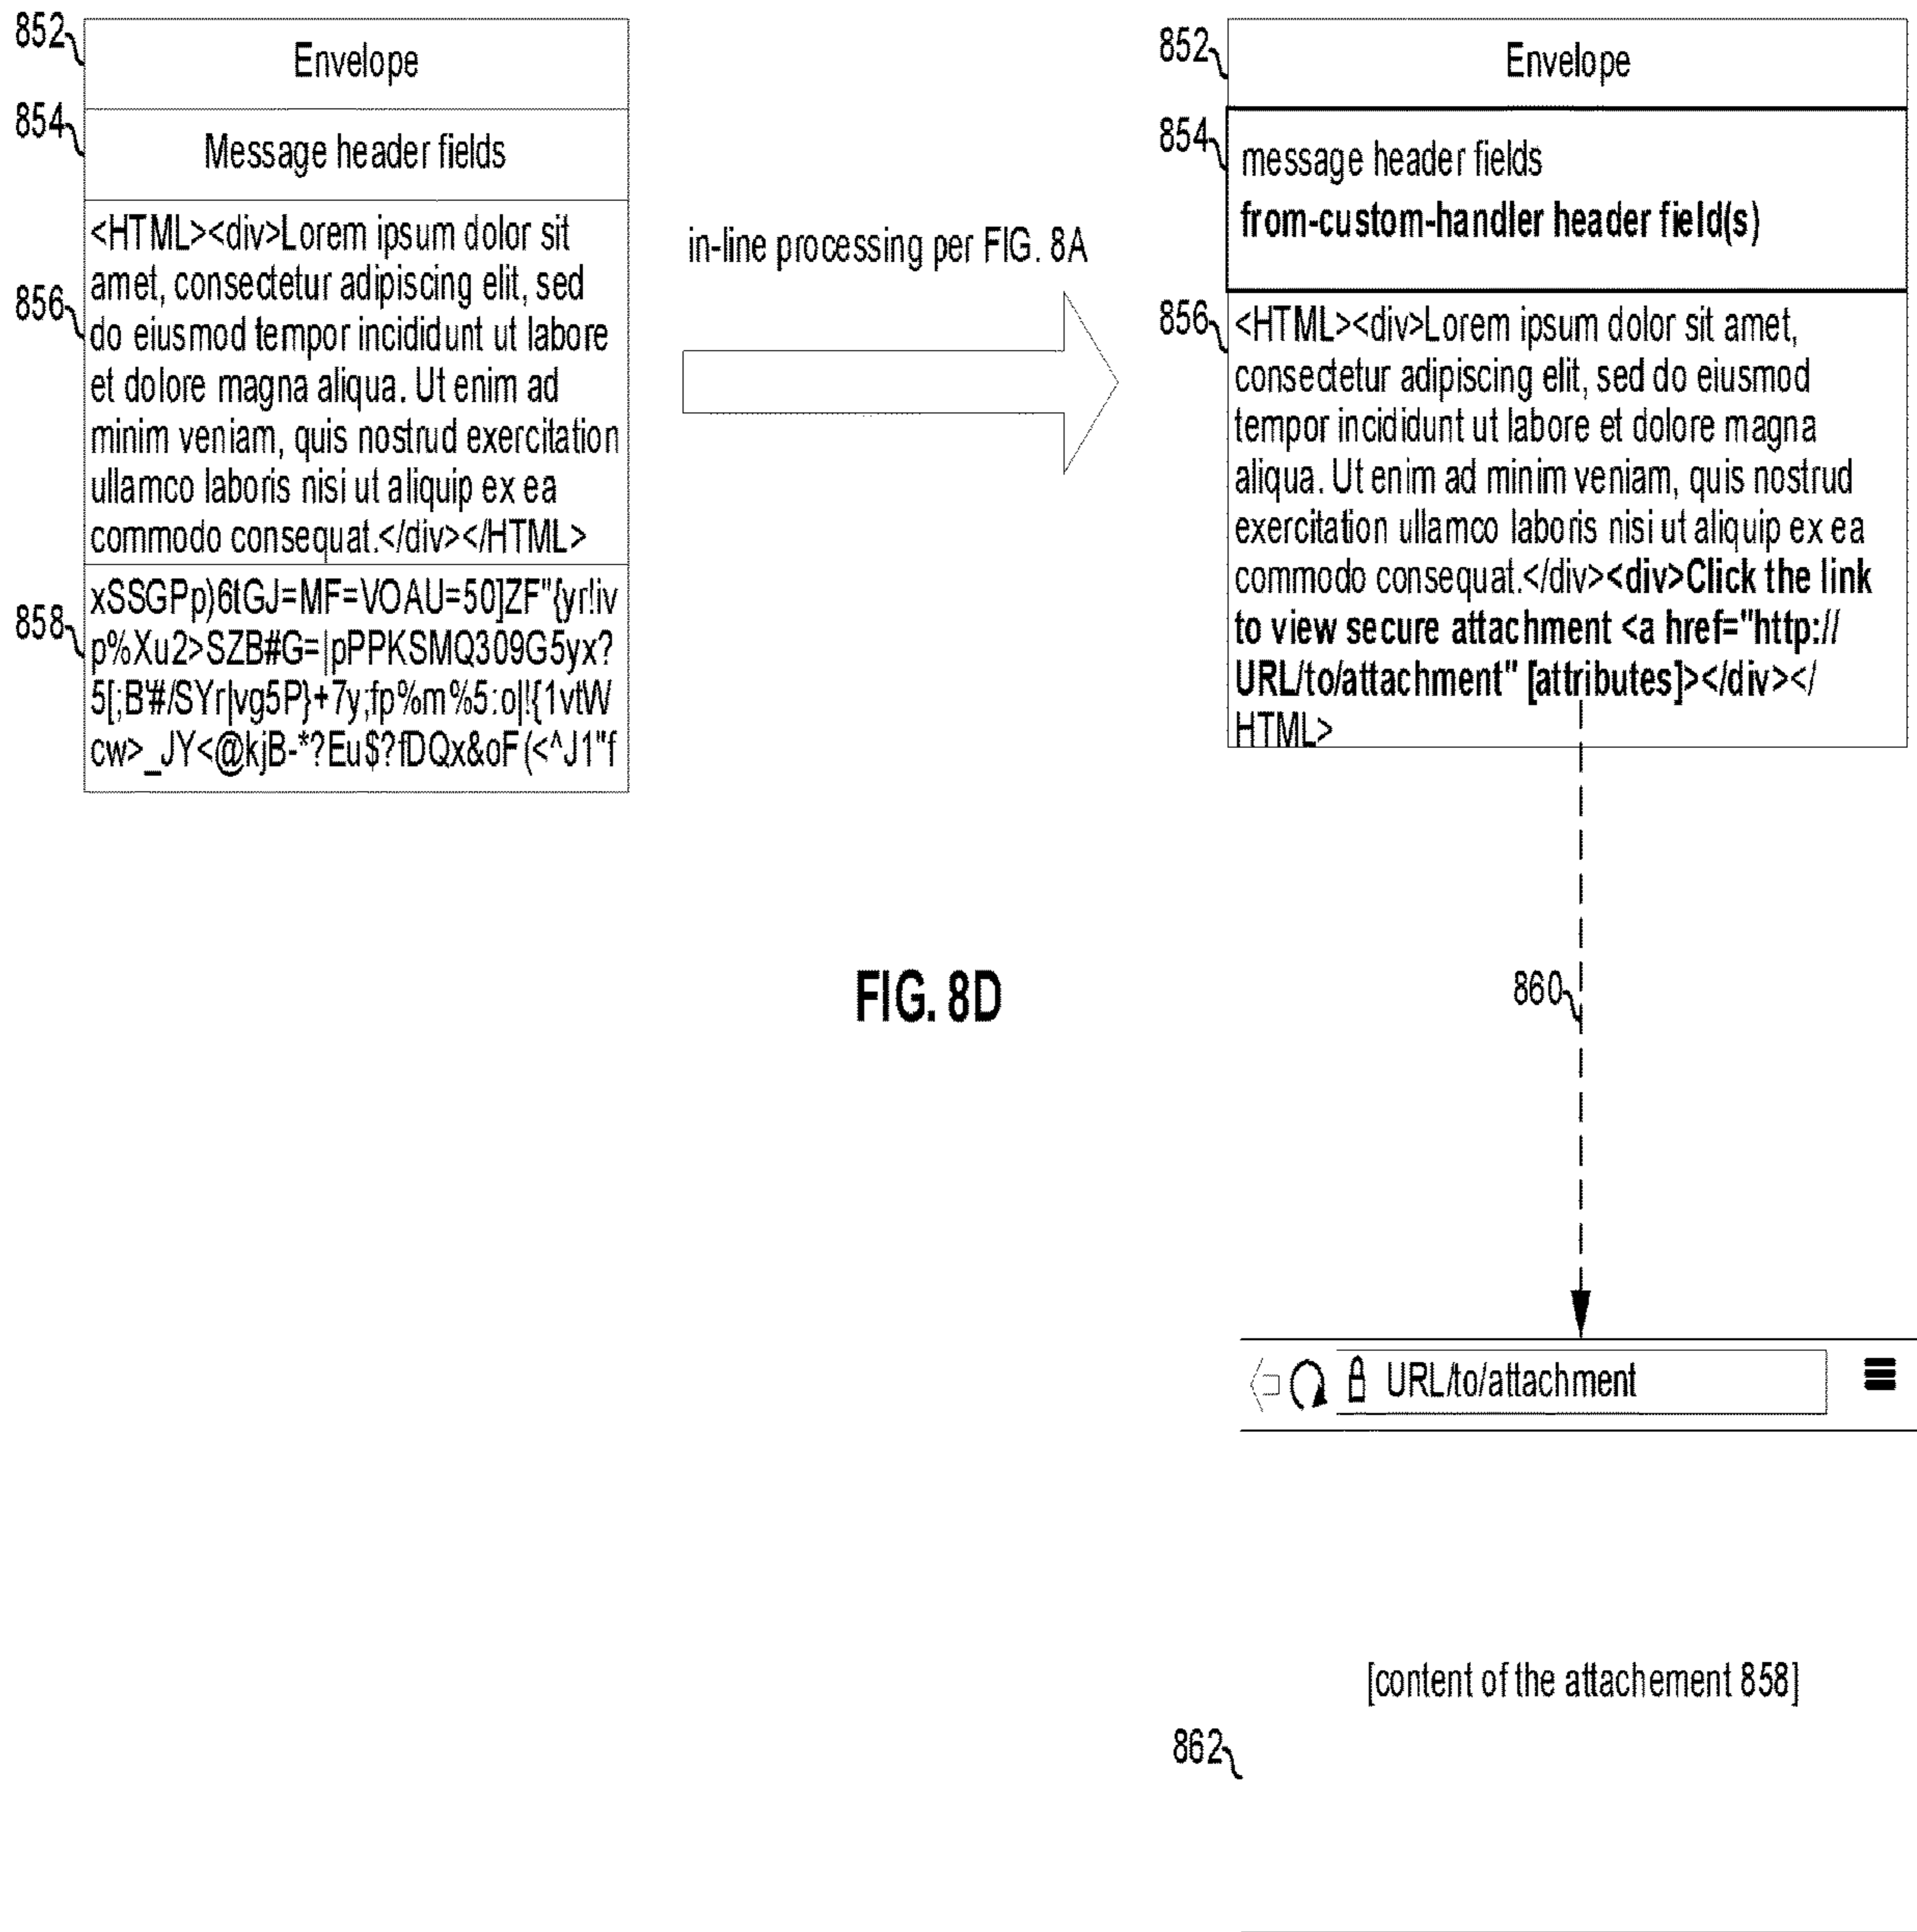 852
Envelope
854
Message header fields
856
<HTML><div>Lorem ipsum dolor sit
amet, consectetur adipiscing elit, sed
do eiusmod tempor incididunt ut labore
et dolore magna aliqua. Ut enim ad
minim veniam, quis nostrud exercitation
ullamco laboris nisi ut aliquip ex ea
commodo consequat.</div></HTML>
858
xSSGPp)6tGJ=MF=VOAU=50]ZF"{yr!iv
p%Xu2>SZB#G=|pPPKSMQ309G5yx?
5[;B'#/SYr|vg5P}+7y,fp%m%5:o|!{1vtW
cw>_JY<@kjB-*?Eu$?fDQx&oF(<^J1"f
in-line processing per FIG. 8A
852
Envelope
854
message header fields
from-custom-handler header field(s)
856
<HTML><div>Lorem ipsum dolor sit amet,
consectetur adipiscing elit, sed do eiusmod
tempor incididunt ut labore et dolore magna
aliqua. Ut enim ad minim veniam, quis nostrud
exercitation ullamco laboris nisi ut aliquip ex ea
commodo consequat.</div><div>Click the link
to view secure attachment <a href="http://
URL/to/attachment" [attributes]></div></
HTML>
860
FIG. 8D
URL/to/attachment
[content of the attachement 858]
862